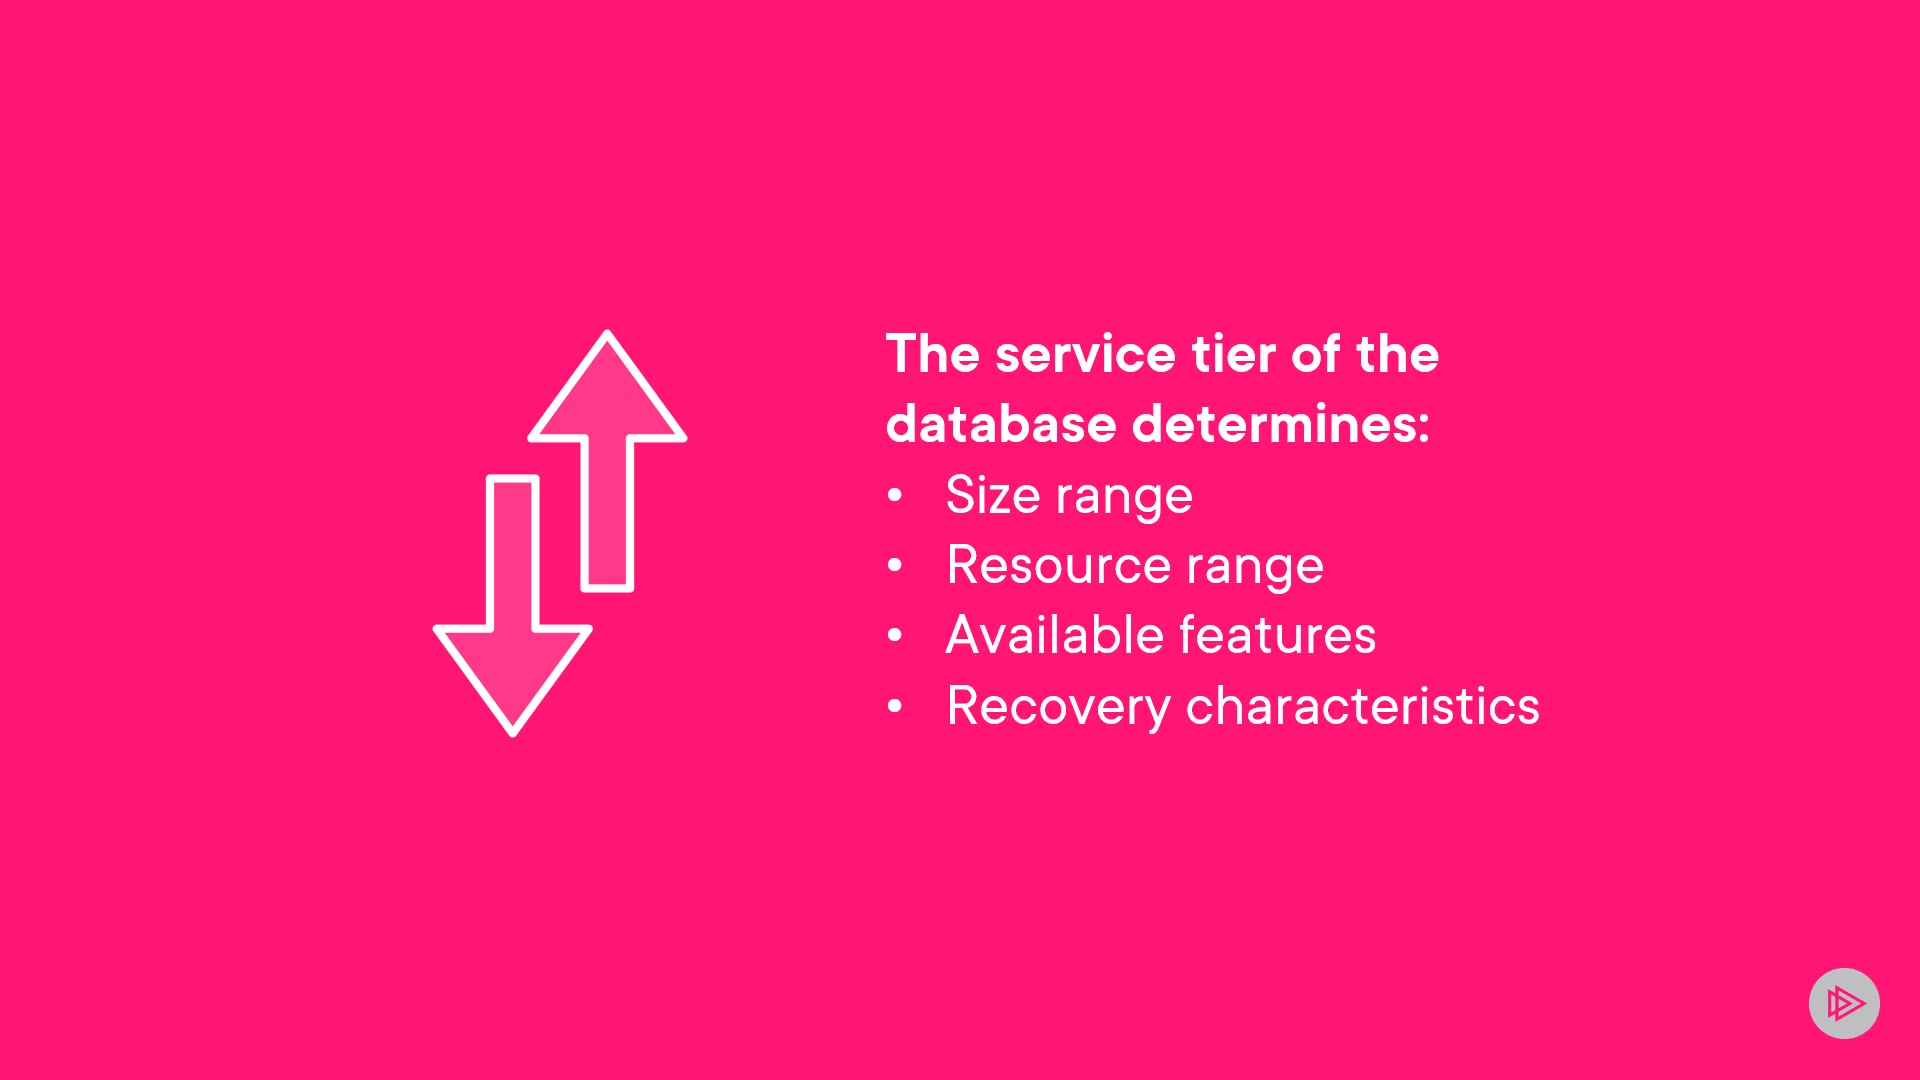 The service tier of the
database determines:
• Size range
• Resource range
• Available features
• Recovery characteristics